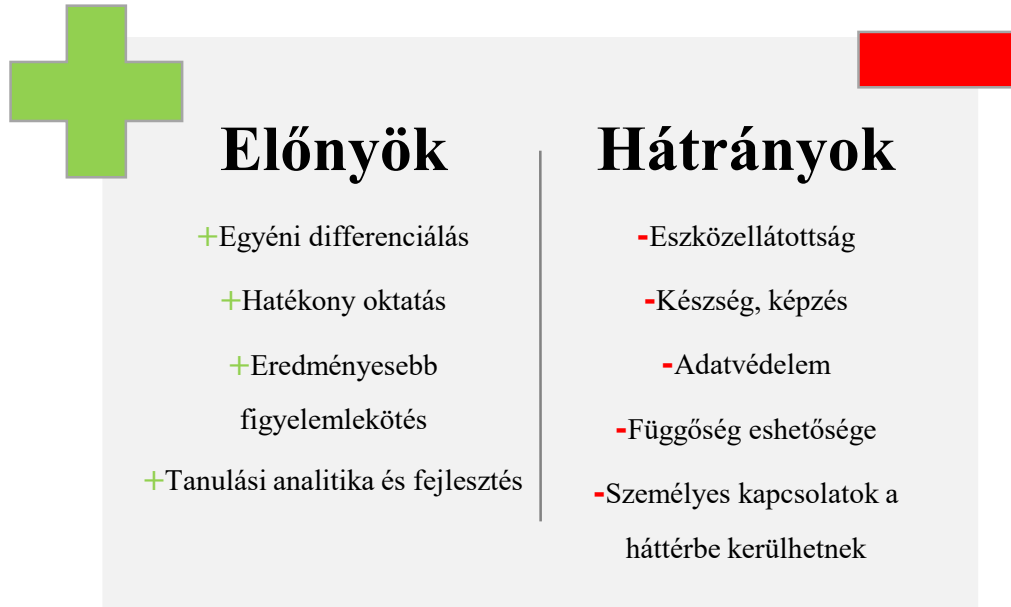 Előnyök
+Egyéni differenciálás
+Hatékony oktatás
+Eredményesebb
figyelemlekötés
+Tanulási analitika és fejlesztés
Hátrányok
-Eszközellátottság
-Készség, képzés
-Adatvédelem
-Függőség eshetősége
-Személyes kapcsolatok a
háttérbe kerülhetnek